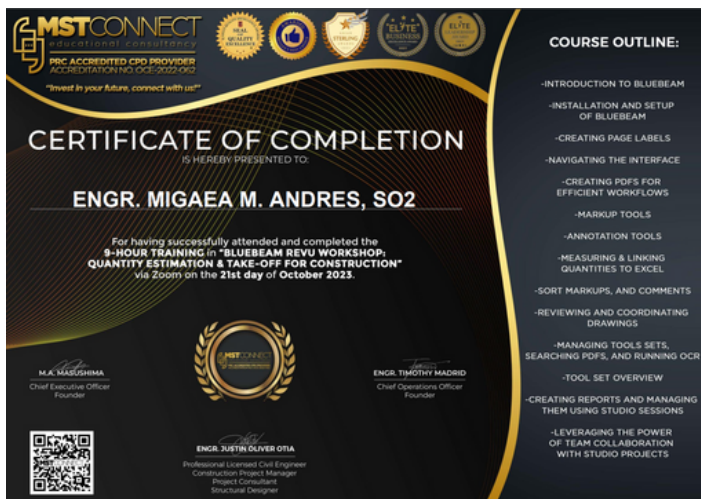 MSTCONNECT
educational consultancy
PRC ACCREDITED CPD PROVIDER
ACCREDITATION NO. OCE-2022-062
"Invest in your future, connect with us!"
SEAL OF QUALITY EXCELLENCE
STERLING
"ELYTE"
BUSINESS
ELYTE
CERTIFICATE OF COMPLETION
IS HEREBY PRESENTED TO:
ENGR. MIGAEA M. ANDRES, SO2
For having successfully attended and completed the
9-HOUR TRAINING in "BLUEBEAM REVU WORKSHOP:
QUANTITY ESTIMATION & TAKE-OFF FOR CONSTRUCTION"
via Zoom on the 21st day of October 2023.
MSTCONNECT
M.A. MASUSHIMA
Chief Executive Officer
Founder
ENGR. TIMOTHY MADRID
Chief Operations Officer
Founder
ENGR. JUSTIN OLIVER OTIA
Professional Licensed Civil Engineer
Construction Project Manager
Project Consultant
Structural Designer
COURSE OUTLINE:
-INTRODUCTION TO BLUEBEAM
-INSTALLATION AND SETUP
OF BLUEBEAM
-CREATING PAGE LABELS
-NAVIGATING THE INTERFACE
-CREATING PDFS FOR
EFFICIENT WORKFLOWS
-MARKUP TOOLS
-ANNOTATION TOOLS
-MEASURING & LINKING
QUANTITIES TO EXCEL
-SORT MARKUPS, AND COMMENTS
-REVIEWING AND COORDINATING
DRAWINGS
-MANAGING TOOLS SETS,
SEARCHING PDFS, AND RUNNING OCR
-TOOL SET OVERVIEW
-CREATING REPORTS AND MANAGING
THEM USING STUDIO SESSIONS
-LEVERAGING THE POWER
OF TEAM COLLABORATION
WITH STUDIO PROJECTS